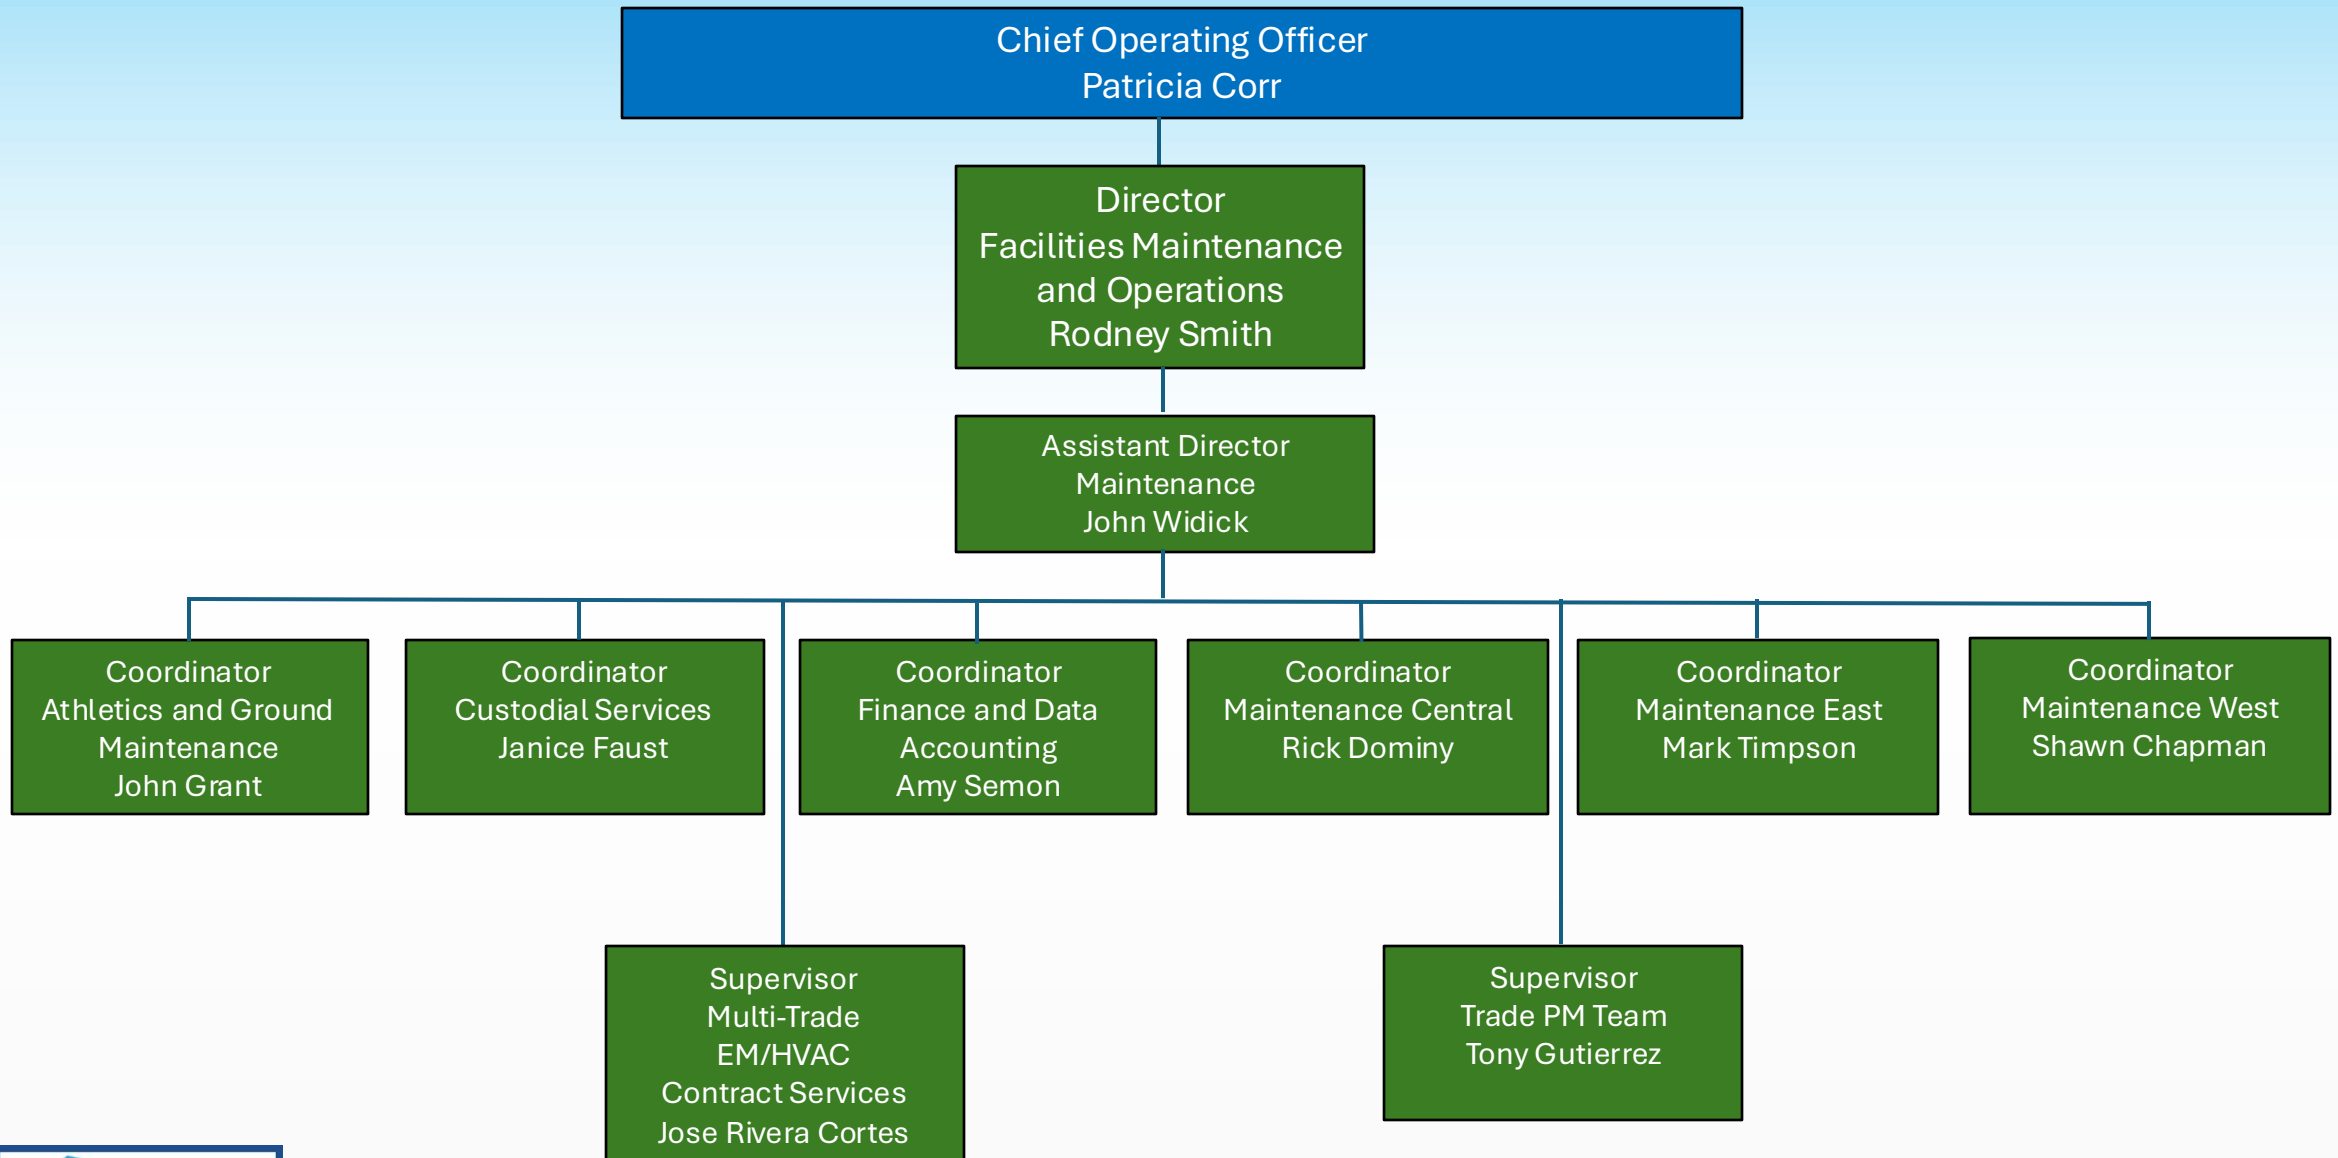 Chief Operating Officer
Patricia Corr
Director
Facilities Maintenance
and Operations
Rodney Smith
Assistant Director
Maintenance
John Widick
Coordinator
Athletics and Ground
Maintenance
John Grant
Coordinator
Custodial Services
Janice Faust
Coordinator
Finance and Data
Accounting
Amy Semon
Coordinator
Maintenance Central
Rick Dominy
Coordinator
Maintenance East
Mark Timpson
Coordinator
Maintenance West
Shawn Chapman
Supervisor
Multi-Trade
EM/HVAC
Contract Services
Jose Rivera Cortes
Supervisor
Trade PM Team
Tony Gutierrez